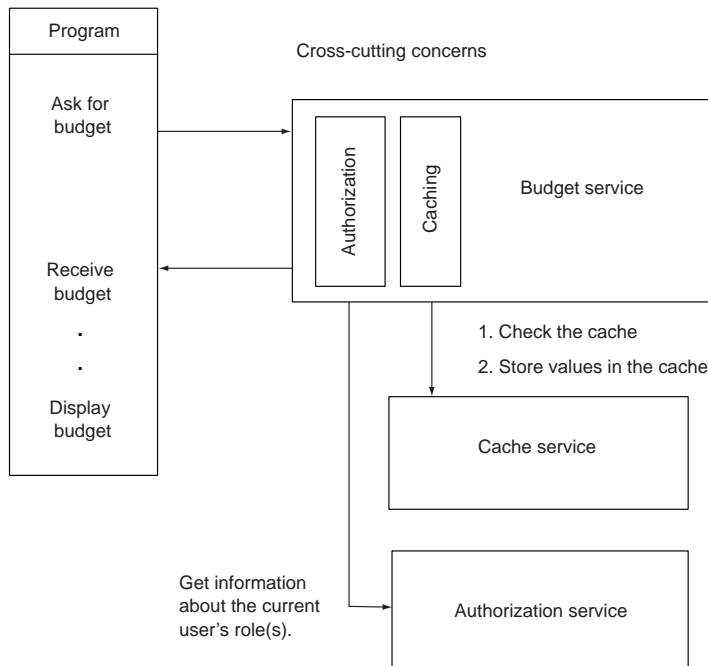 Program
Cross-cutting concerns
Ask for
budget
Authorization
Caching
Budget service
Receive
budget
.
.
Display
budget
1. Check the cache
2. Store values in the cache
Cache service
Get information
about the current
user's role(s).
Authorization service